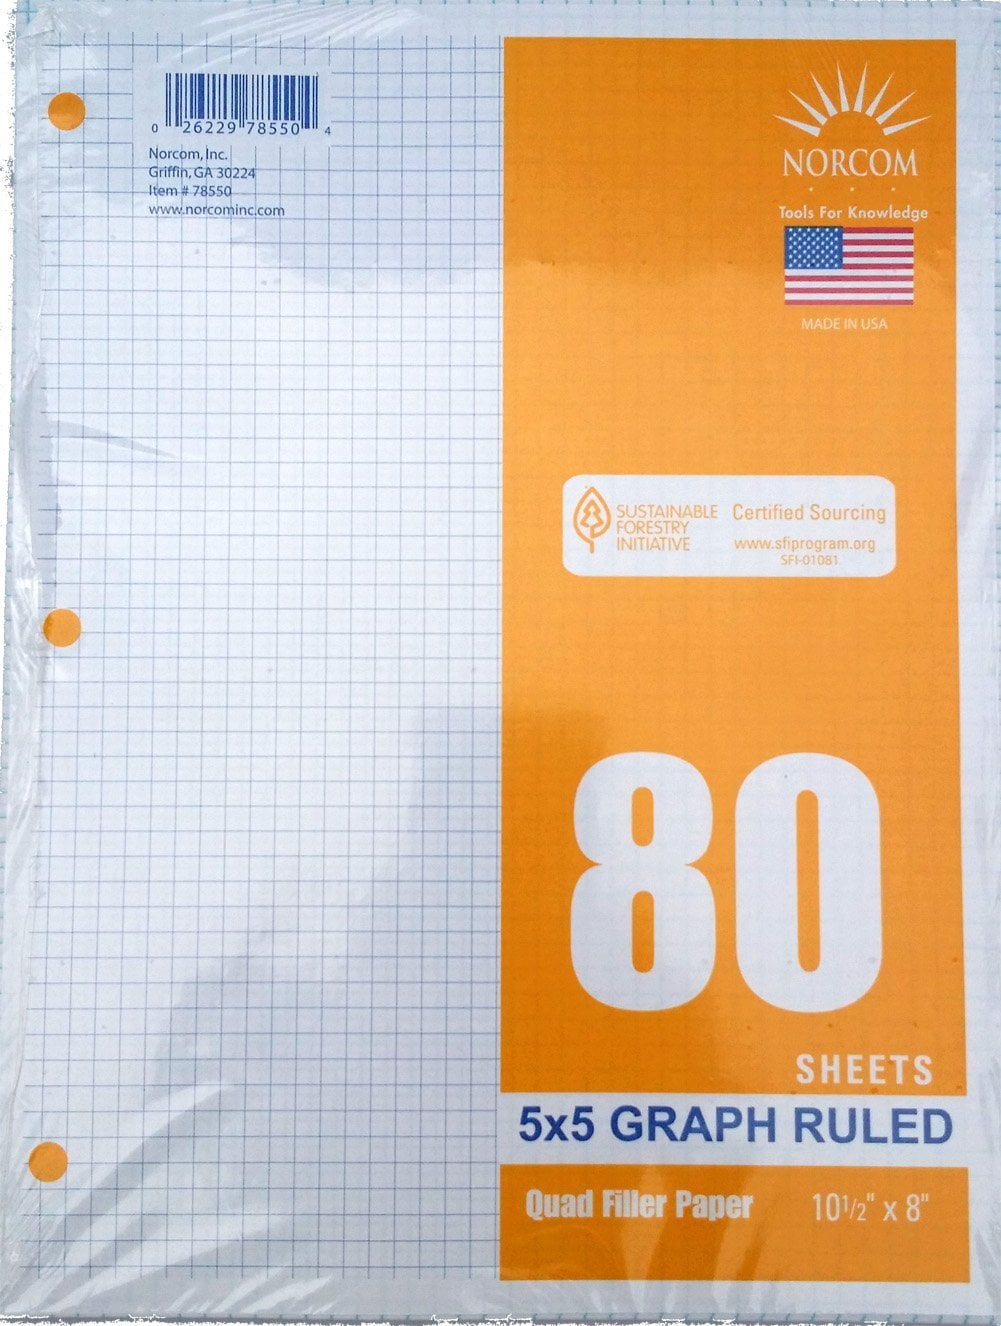 0 26229 78550 4
Norcom, Inc.
Griffin, GA 30224
Item # 78550
www.norcominc.com
NORCOM
Tools For Knowledge
MADE IN USA
SUSTAINABLE
FORESTRY
INITIATIVE
Certified Sourcing
www.sfiprogram.org
SFI-01081
80
SHEETS
5x5 GRAPH RULED
Quad Filler Paper
10 1/2" x 8"